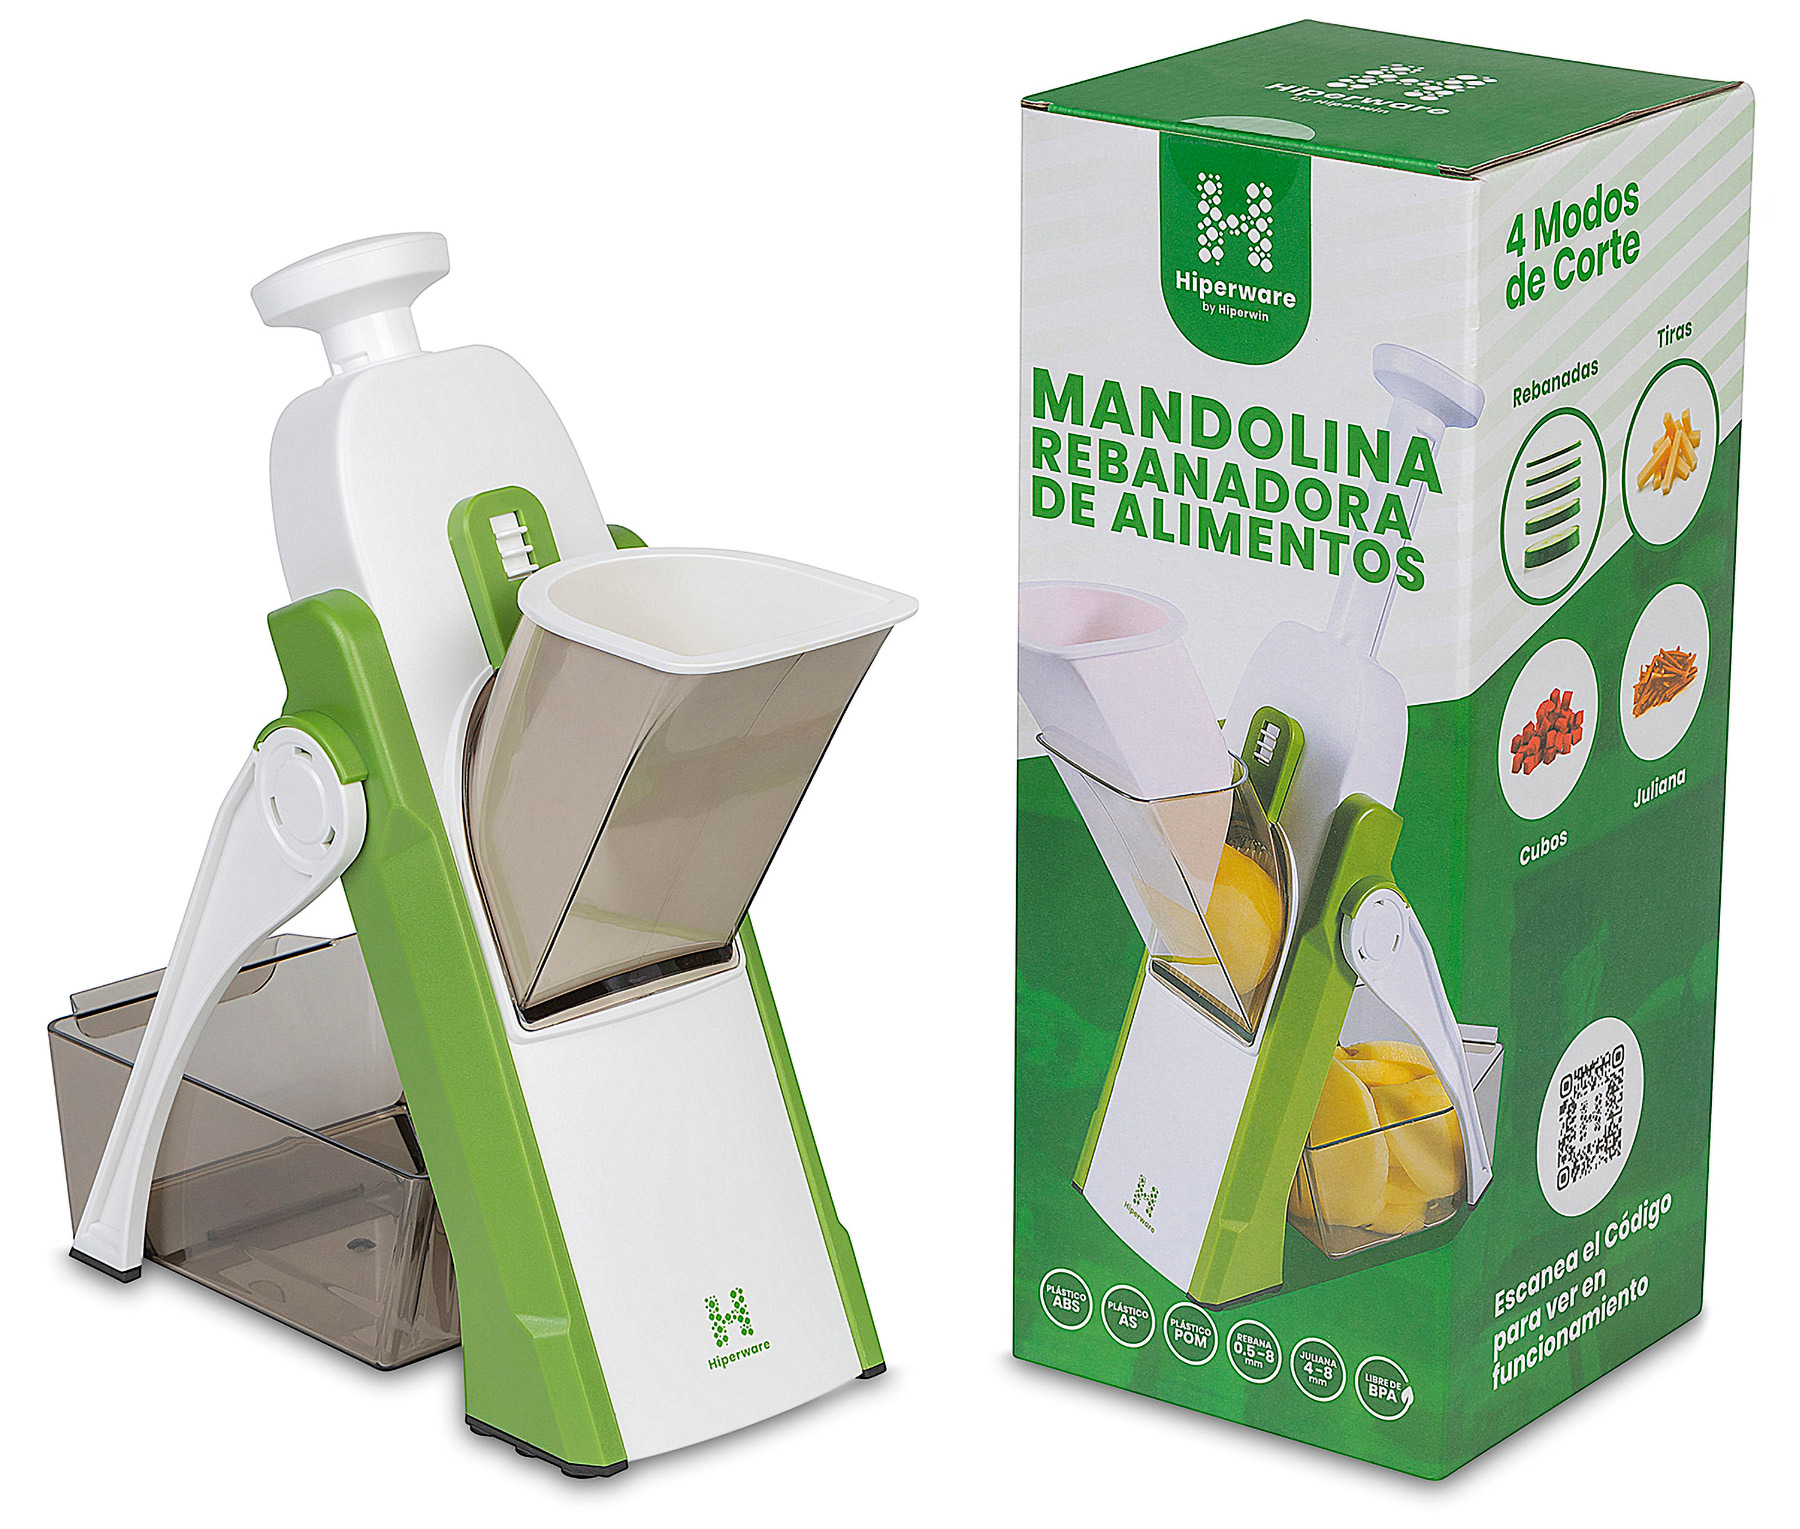 Hiperware
Hiperware
by Hiperwin
Hiperware
by Hiperwin
MANDOLINA
REBANADORA
DE ALIMENTOS
Hiperware
PLÁSTICO
ABS
PLÁSTICO
AS
PLÁSTICO
POM
REBANA
0.5-8
mm
JULIANA
4-8
mm
LIBRE DE
BPA
4 Modos
de Corte
Rebanadas
Tiras
Cubos
Juliana
Escanea el Código
para ver en
funcionamiento